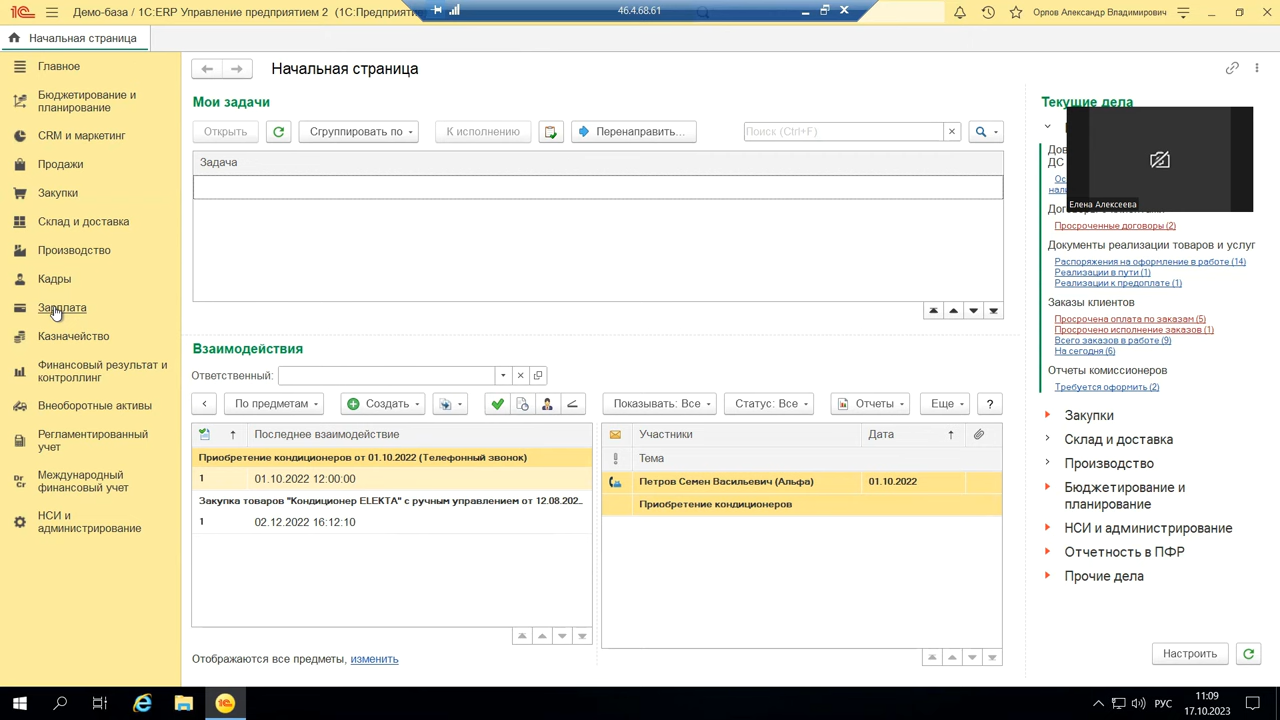 Демо-база / 1С:ERP Управление предприятием 2 (1С:Предприятие
46.4.68.61
Орлов Александр Владимирович
Начальная страница
Главное
Бюджетирование и
планирование
CRM и маркетинг
Продажи
Закупки
Склад и доставка
Производство
Кадры
Зарплата
Казначейство
Финансовый результат и
контроллинг
Внеоборотные активы
Регламентированный
учет
Международный
финансовый учет
НСИ и
администрирование
Начальная страница
Мои задачи
Открыть
Сгруппировать по
К исполнению
Перенаправить...
Поиск (Ctrl+F)
Задача
Взаимодействия
Ответственный:
По предметам
Создать
Показывать: Все
Статус: Все
Отчеты
Еще
?
Последнее взаимодействие
Приобретение кондиционеров от 01.10.2022 (Телефонный звонок)
1 01.10.2022 12:00:00
Закупка товаров "Кондиционер ELEKTA" с ручным управлением от 12.08.202...
1 02.12.2022 16:12:10
Участники Дата
Тема
Петров Семен Васильевич (Альфа) 01.10.2022
Приобретение кондиционеров
Отображаются все предметы, изменить
Текущие дела
ДС
Елена Алексеева
Просроченные договоры (2)
Документы реализации товаров и услуг
Распоряжения на оформление в работе (14)
Реализации в пути (1)
Реализации к предоплате (1)
Заказы клиентов
Просрочена оплата по заказам (5)
Просрочено исполнение заказов (1)
Всего заказов в работе (9)
На сегодня (6)
Отчеты комиссионеров
Требуется оформить (2)
Закупки
Склад и доставка
Производство
Бюджетирование и
планирование
НСИ и администрирование
Отчетность в ПФР
Прочие дела
Настроить
РУС
11:09
17.10.2023